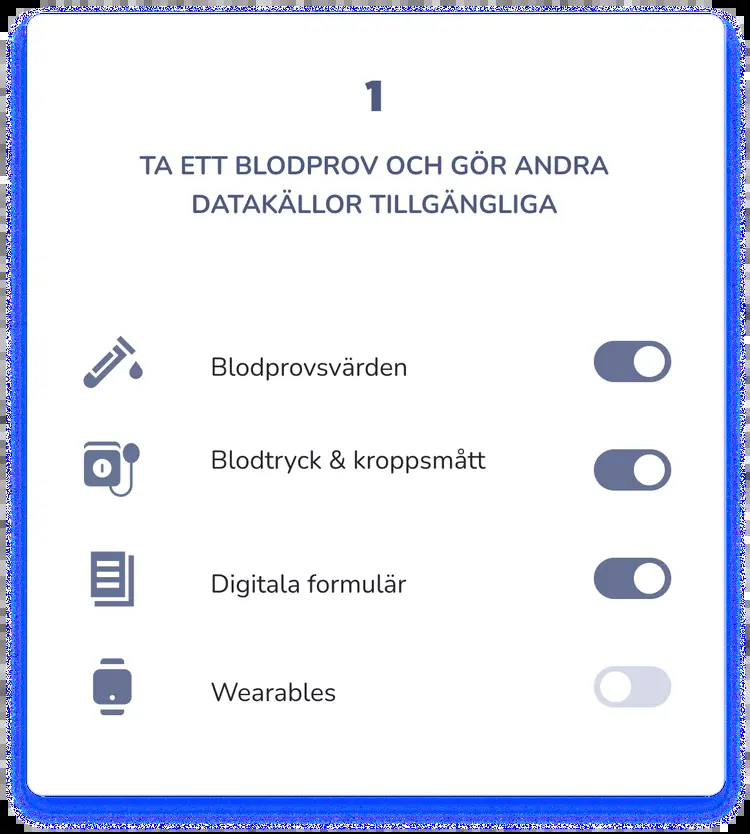 1
TA ETT BLODPROV OCH GÖR ANDRA
DATAKÄLLOR TILLGÄNGLIGA
Blodprovsvärden
Blodtryck & kroppsmått
Digitala formulär
Wearables